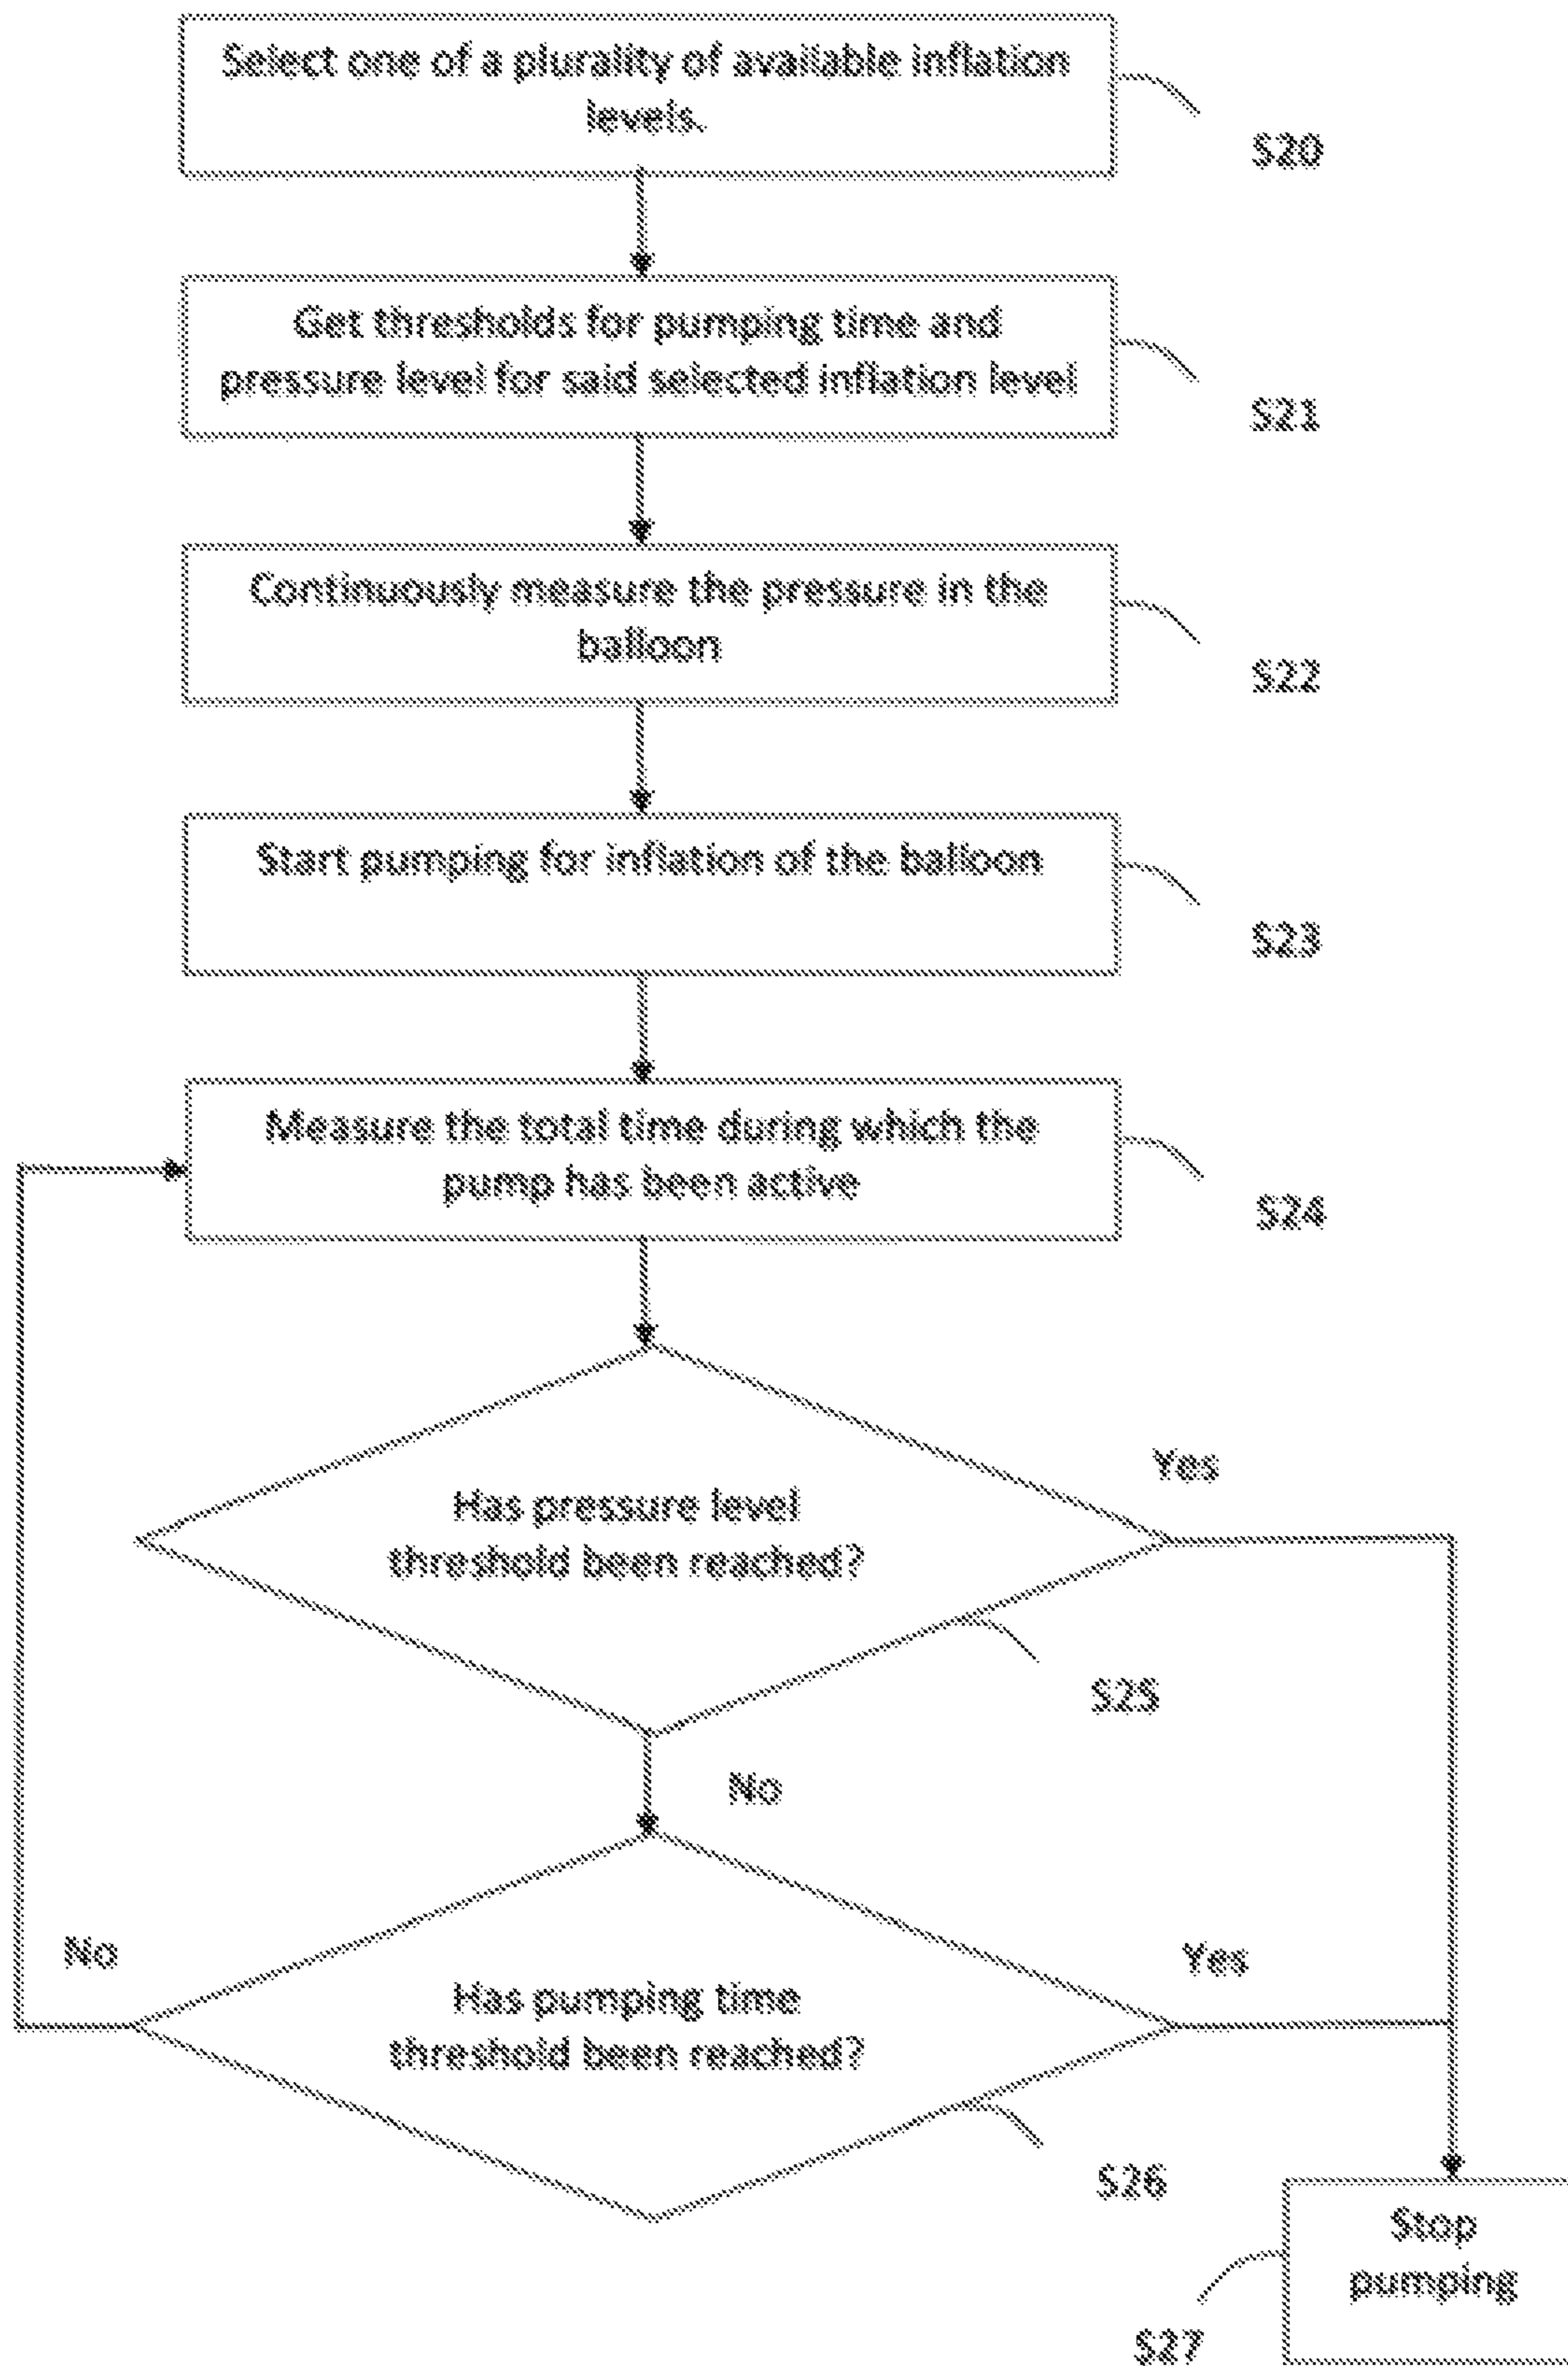 Select one of a plurality of available inflation
levels.
S20
Get thresholds for pumping time and
pressure level for said selected inflation level
S21
Continuously measure the pressure in the
balloon
S22
Start pumping for inflation of the balloon
S23
Measure the total time during which the
pump has been active
S24
Yes
Has pressure level
threshold been reached?
S25
No
No
Yes
Has pumping time
threshold been reached?
S26
Stop
pumping
S27